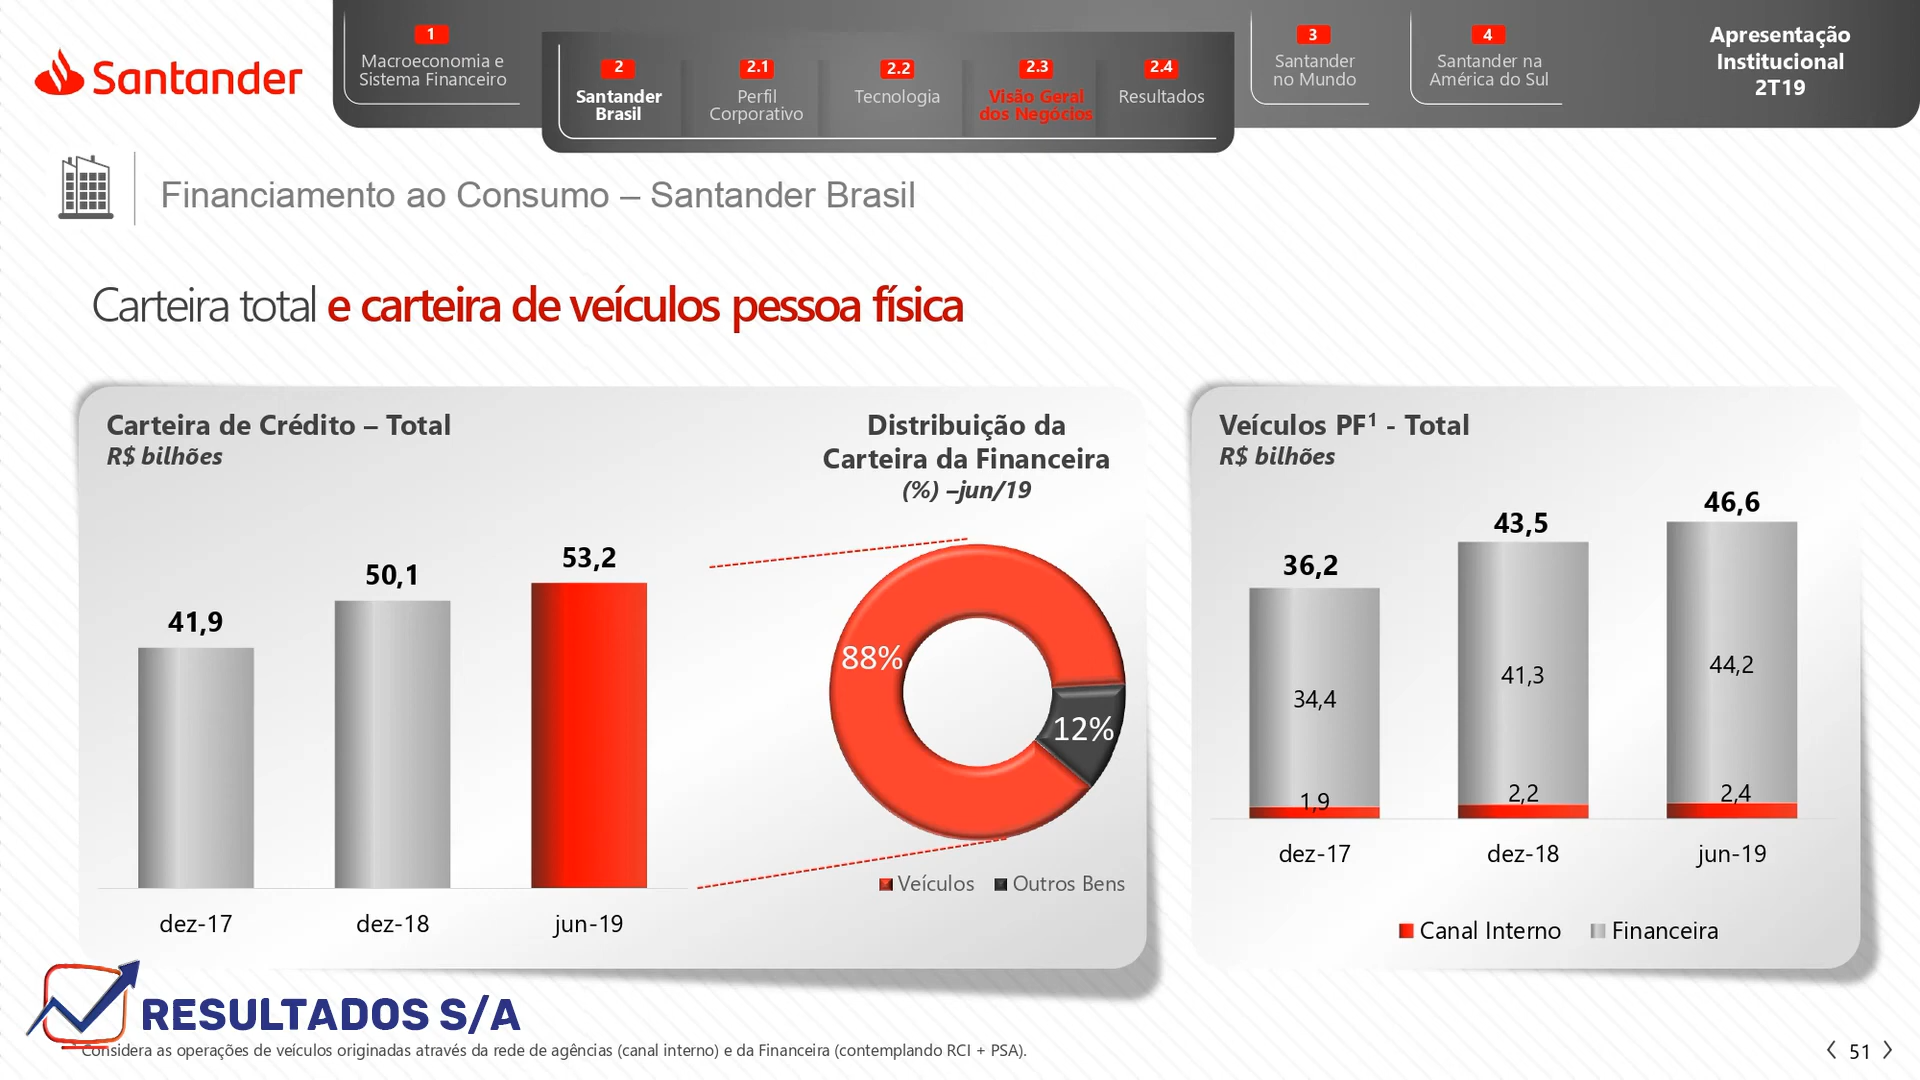 Santander
1
Macroeconomia e
Sistema Financeiro
2
Santander
Brasil
2.1
Perfil
Corporativo
2.2
Tecnologia
2.3
Visão Geral
dos Negócios
2.4
Resultados
3
Santander
no Mundo
4
Santander na
América do Sul
Apresentação
Institucional
2T19
Financiamento ao Consumo – Santander Brasil
Carteira total e carteira de veículos pessoa física
Carteira de Crédito – Total
R$ bilhões
41,9
50,1
53,2
dez-17
dez-18
jun-19
Distribuição da
Carteira da Financeira
(%) –jun/19
88%
12%
Veículos
Outros Bens
Veículos PF¹ - Total
R$ bilhões
36,2
43,5
46,6
34,4
41,3
44,2
1,9
2,2
2,4
dez-17
dez-18
jun-19
Canal Interno
Financeira
RESULTADOS S/A
Considera as operações de veículos originadas através da rede de agências (canal interno) e da Financeira (contemplando RCI + PSA).
51